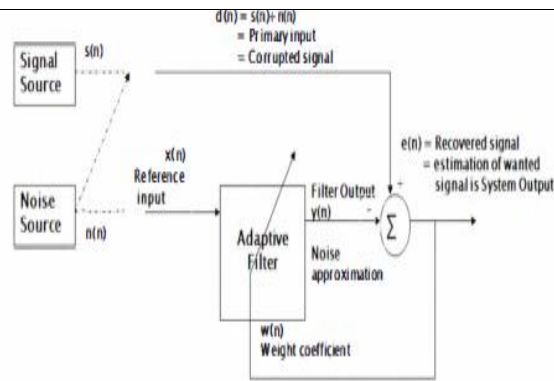 d(n) = s(n)+ n(n)
= Primary input
= Corrupted signal
Signal
Source
s(n)
e(n) = Recovered signal
= estimation of wanted
signal is System Output
x(n)
Reference
input
+
Noise
Source
n(n)
Filter Output
y(n)
-
Σ
Adaptive
Filter
Noise
approximation
w(n)
Weight coefficient